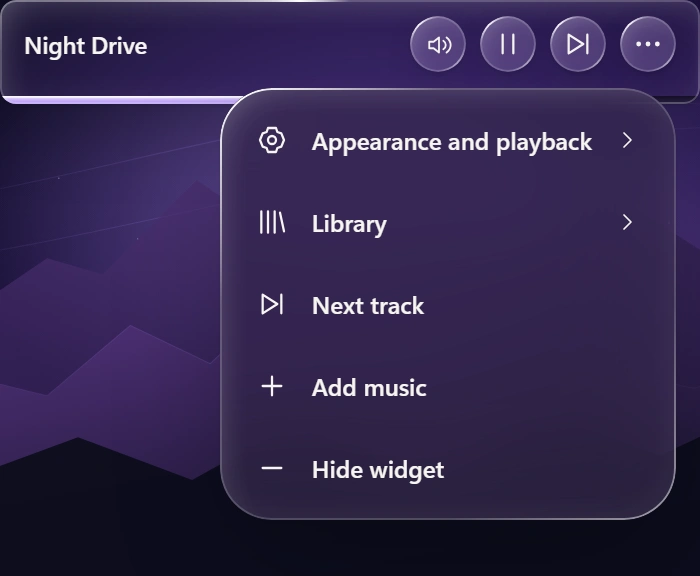 Night Drive
Appearance and playback
Library
Next track
Add music
Hide widget